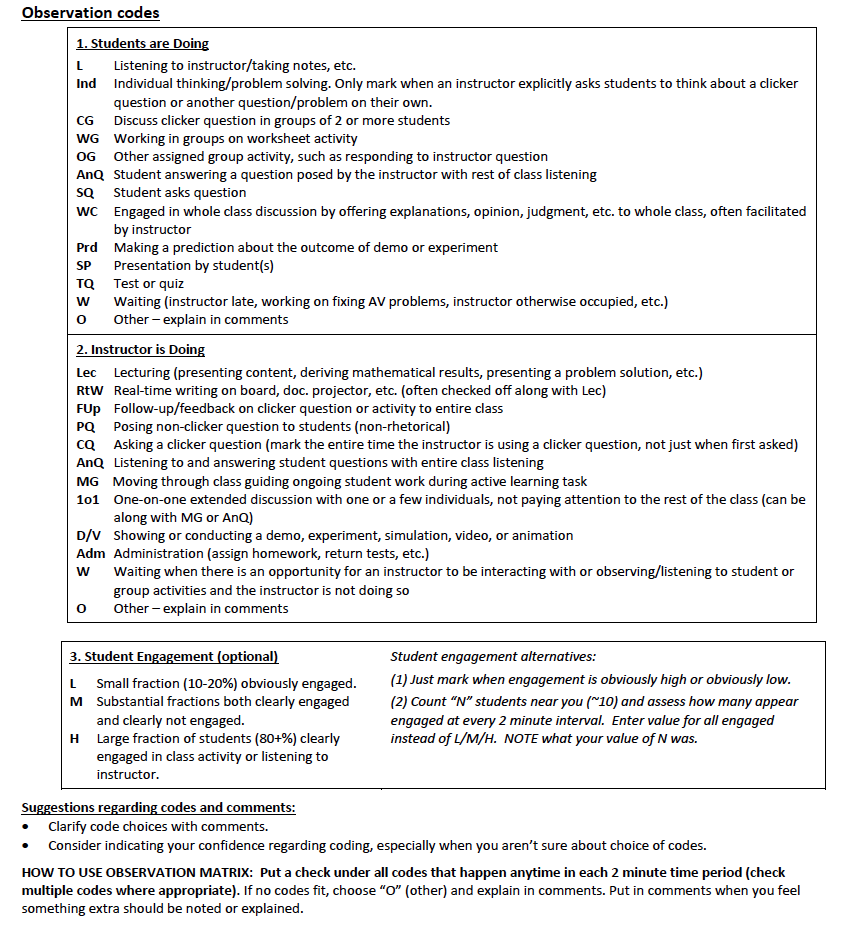 Observation codes
1. Students are Doing
L Listening to instructor/taking notes, etc.
Ind Individual thinking/problem solving. Only mark when an instructor explicitly asks students to think about a clicker
question or another question/problem on their own.
CG Discuss clicker question in groups of 2 or more students
WG Working in groups on worksheet activity
OG Other assigned group activity, such as responding to instructor question
AnQ Student answering a question posed by the instructor with rest of class listening
SQ Student asks question
WC Engaged in whole class discussion by offering explanations, opinion, judgment, etc. to whole class, often facilitated
by instructor
Prd Making a prediction about the outcome of demo or experiment
SP Presentation by student(s)
TQ Test or quiz
W Waiting (instructor late, working on fixing AV problems, instructor otherwise occupied, etc.)
O Other – explain in comments
2. Instructor is Doing
Lec Lecturing (presenting content, deriving mathematical results, presenting a problem solution, etc.)
RtW Real-time writing on board, doc. projector, etc. (often checked off along with Lec)
FUp Follow-up/feedback on clicker question or activity to entire class
PQ Posing non-clicker question to students (non-rhetorical)
CQ Asking a clicker question (mark the entire time the instructor is using a clicker question, not just when first asked)
AnQ Listening to and answering student questions with entire class listening
MG Moving through class guiding ongoing student work during active learning task
1o1 One-on-one extended discussion with one or a few individuals, not paying attention to the rest of the class (can be
along with MG or AnQ)
D/V Showing or conducting a demo, experiment, simulation, video, or animation
Adm Administration (assign homework, return tests, etc.)
W Waiting when there is an opportunity for an instructor to be interacting with or observing/listening to student or
group activities and the instructor is not doing so
O Other – explain in comments
3. Student Engagement (optional)
L Small fraction (10-20%) obviously engaged.
M Substantial fractions both clearly engaged
and clearly not engaged.
H Large fraction of students (80+%) clearly
engaged in class activity or listening to
instructor.
Student engagement alternatives:
(1) Just mark when engagement is obviously high or obviously low.
(2) Count “N” students near you (~10) and assess how many appear
engaged at every 2 minute interval. Enter value for all engaged
instead of L/M/H. NOTE what your value of N was.
Suggestions regarding codes and comments:
• Clarify code choices with comments.
• Consider indicating your confidence regarding coding, especially when you aren’t sure about choice of codes.
HOW TO USE OBSERVATION MATRIX: Put a check under all codes that happen anytime in each 2 minute time period (check
multiple codes where appropriate). If no codes fit, choose “O” (other) and explain in comments. Put in comments when you feel
something extra should be noted or explained.